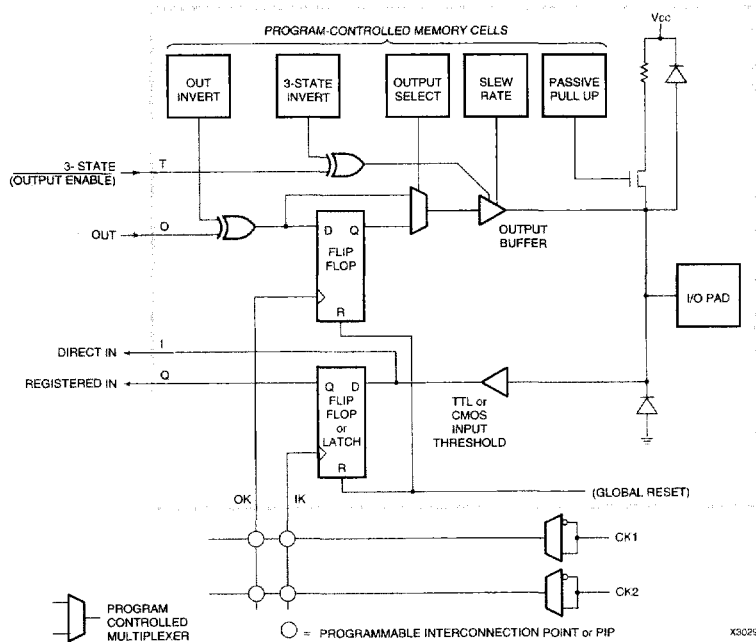 PROGRAM-CONTROLLED MEMORY CELLS
Vcc
OUT
INVERT
3-STATE
INVERT
OUTPUT
SELECT
SLEW
RATE
PASSIVE
PULL UP
3- STATE
(OUTPUT ENABLE)
T
OUT
O
D Q
FLIP
FLOP
R
OUTPUT
BUFFER
I/O PAD
DIRECT IN
I
REGISTERED IN
Q
Q D
FLIP
FLOP
or
LATCH
R
TTL or
CMOS
INPUT
THRESHOLD
OK
IK
(GLOBAL RESET)
CK1
CK2
PROGRAM
CONTROLLED
MULTIPLEXER
= PROGRAMMABLE INTERCONNECTION POINT or PIP